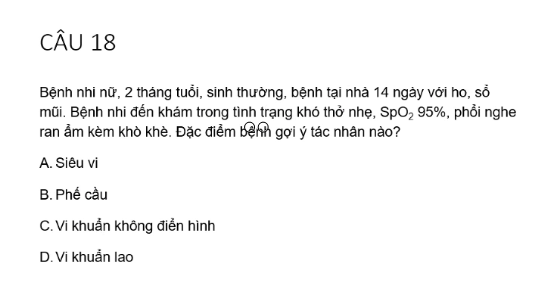 CÂU 18
Bệnh nhi nữ, 2 tháng tuổi, sinh thường, bệnh tại nhà 14 ngày với ho, sổ
mũi. Bệnh nhi đến khám trong tình trạng khó thở nhẹ, SpO₂ 95%, phổi nghe
ran ẩm kèm khò khè. Đặc điểm bệnh gợi ý tác nhân nào?
A. Siêu vi
B. Phế cầu
C. Vi khuẩn không điển hình
D. Vi khuẩn lao